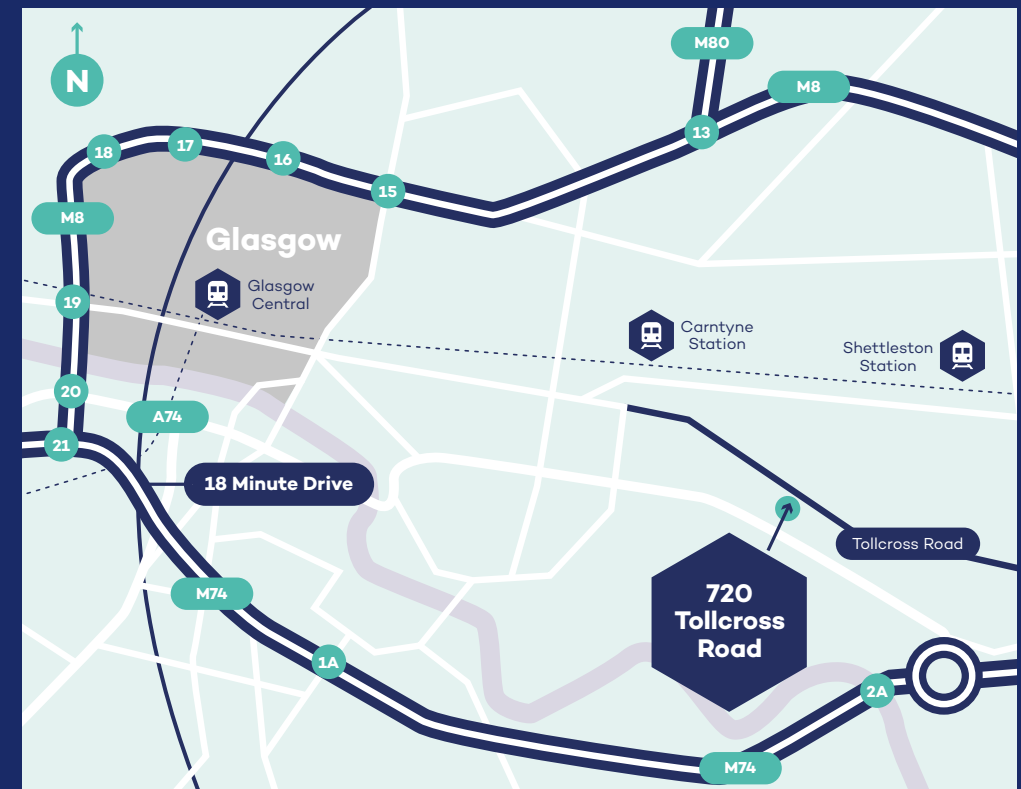 M80
N
M8
13
17
18
16
15
M8
Glasgow
Glasgow
Central
19
Carntyne
Station
Shettleston
Station
20
A74
21
18 Minute Drive
Tollcross Road
M74
720
Tollcross
Road
1A
2A
M74